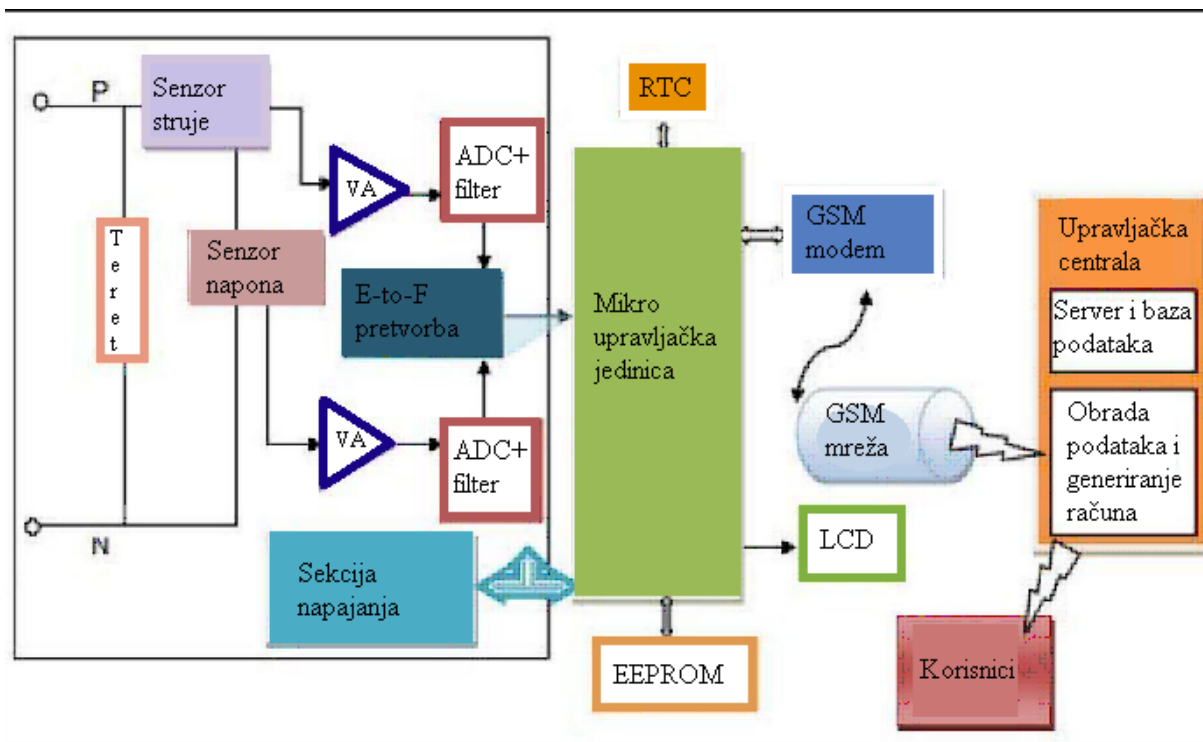 P
Senzor
struje
VA
ADC+
filter
T
e
r
e
t
Senzor
napona
E-to-F
pretvorba
VA
ADC+
filter
N
Sekcija
napajanja
RTC
Mikro
upravljačka
jedinica
GSM
modem
GSM
mreža
LCD
EEPROM
Upravljačka
centrala
Server i baza
podataka
Obrada
podataka i
generiranje
računa
Korisnici